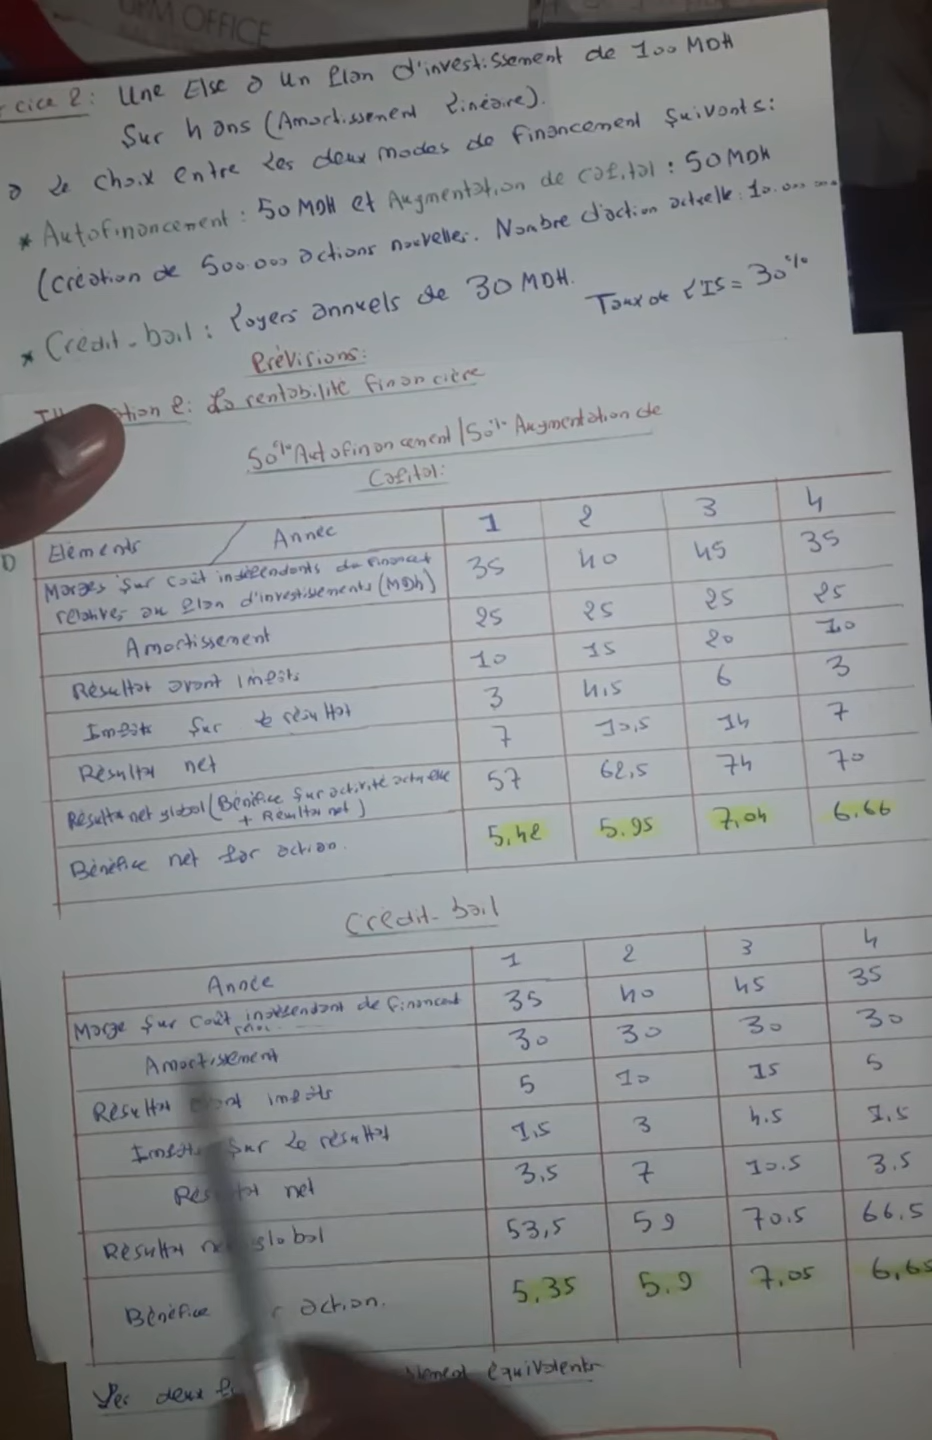 OFFICE
cice 2: Une Else a un plan d'investissement de 100 MDH
Sur 4 ans (Amortissement linéaire).
a le choix entre les deux modes de financement suivants:
* Autofinancement: 50 MDH et Augmentation de capital: 50 MDH
(création de 500.000 actions nouvelles. Nombre d'action actuelle: 10.000.000
* Crédit-bail: loyers annuels de 30 MDH. Taux de l'IS = 30%
Prévisions:
ation 2: La rentabilité financière
50% Autofinancement / 50% Augmentation de
Capital:
Eléments / Année 1 2 3 4
Marges sur coût indépendants du financet
relatives au plan d'investissements (MDh) 35 40 45 35
Amortissement 25 25 25 25
Résultat avant impôts 10 15 20 10
Impôts sur le résultat 3 4,5 6 3
Résultat net 7 10,5 14 7
Résultat net global (Bénéfice sur activité actuelle
+ Résultat net) 57 62,5 74 70
Bénéfice net par action. 5,42 5.95 7,04 6.66
Crédit-bail
Année 1 2 3 4
Marge sur coût indépendant de financent 35 40 45 35
Amortissement 30 30 30 30
Résultat impôts 5 10 15 5
Impôts sur le résultat 1,5 3 4.5 1,5
net 3,5 7 10.5 3.5
Résultat global 53,5 59 70.5 66.5
Bénéfice action. 5,35 5.9 7,05 6,65
Les deux équivalents